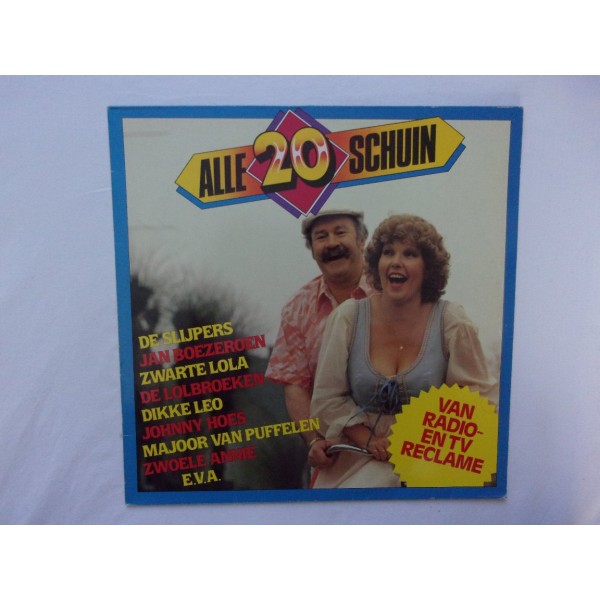 ALLE 20 SCHUIN
DE SLIJPERS
JAN BOEZEROEN
ZWARTE LOLA
DE LOLBROEKEN
DIKKE LEO
JOHNNY HOES
MAJOOR VAN PUFFELEN
ZWOELE ANNIE
E.V.A.
VAN
RADIO-
EN TV
RECLAME